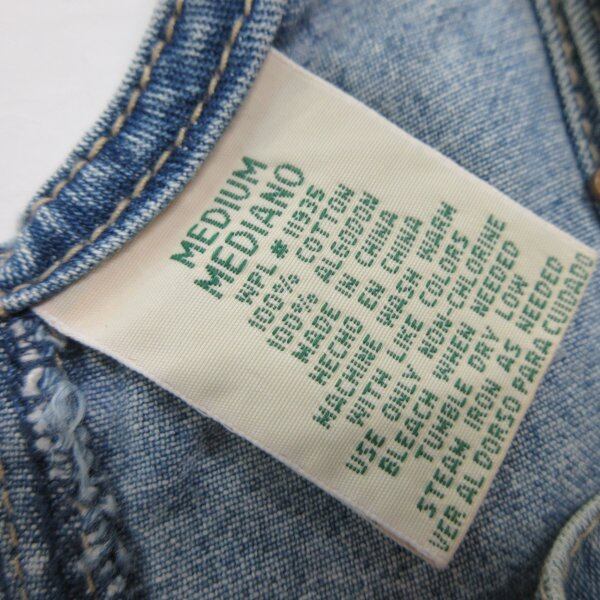 MEDIUM
MEDIANO
WPL * 11935
100% COTTON
100% ALGODON
MADE IN CHINA
HECHO EN CHINA
MACHINE WASH WARM
WITH LIKE COLORS
USE ONLY NON-CHLORINE
BLEACH WHEN NEEDED
TUMBLE DRY LOW
STEAM IRON AS NEEDED
VER AL DORSO PARA CUIDADO